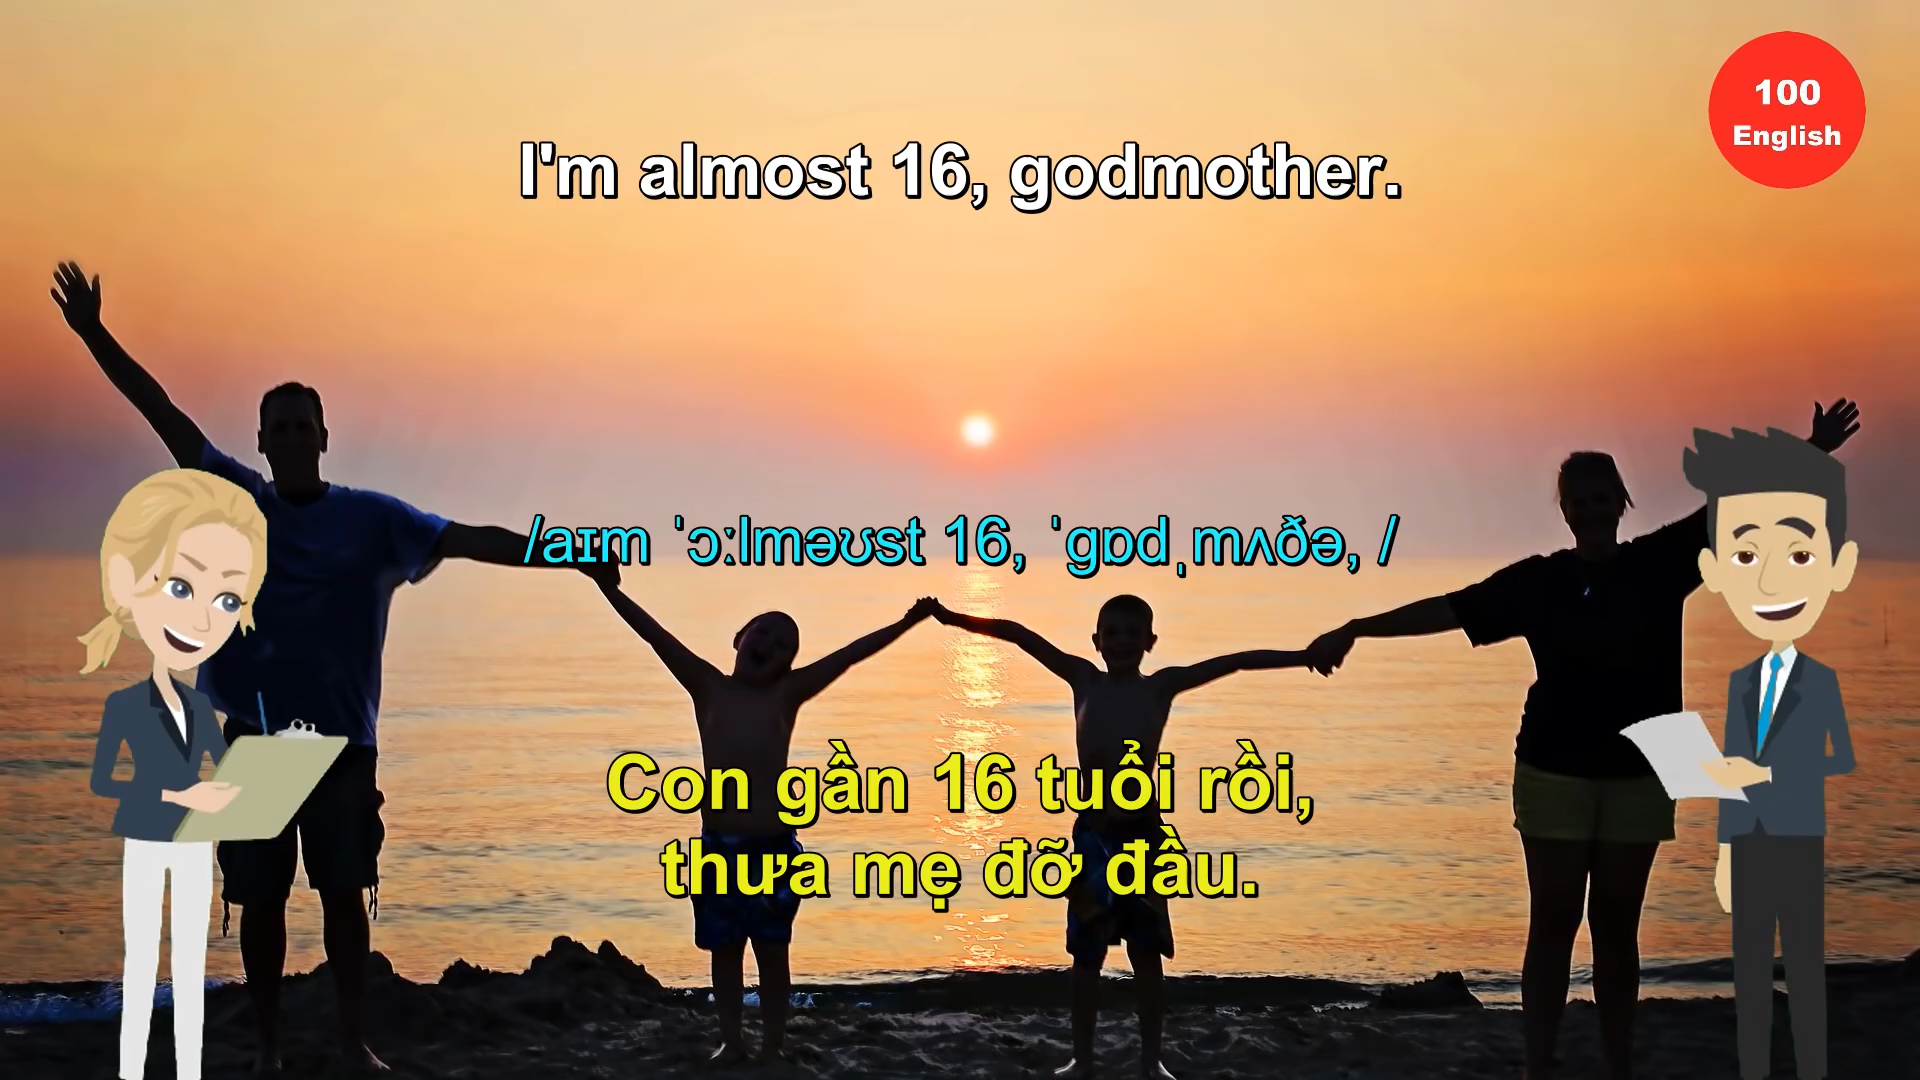 100
English
I'm almost 16, godmother.
/aɪm ˈɔːlməʊst 16, ˈɡɒdˌmʌðə, /
Con gần 16 tuổi rồi,
thưa mẹ đỡ đầu.